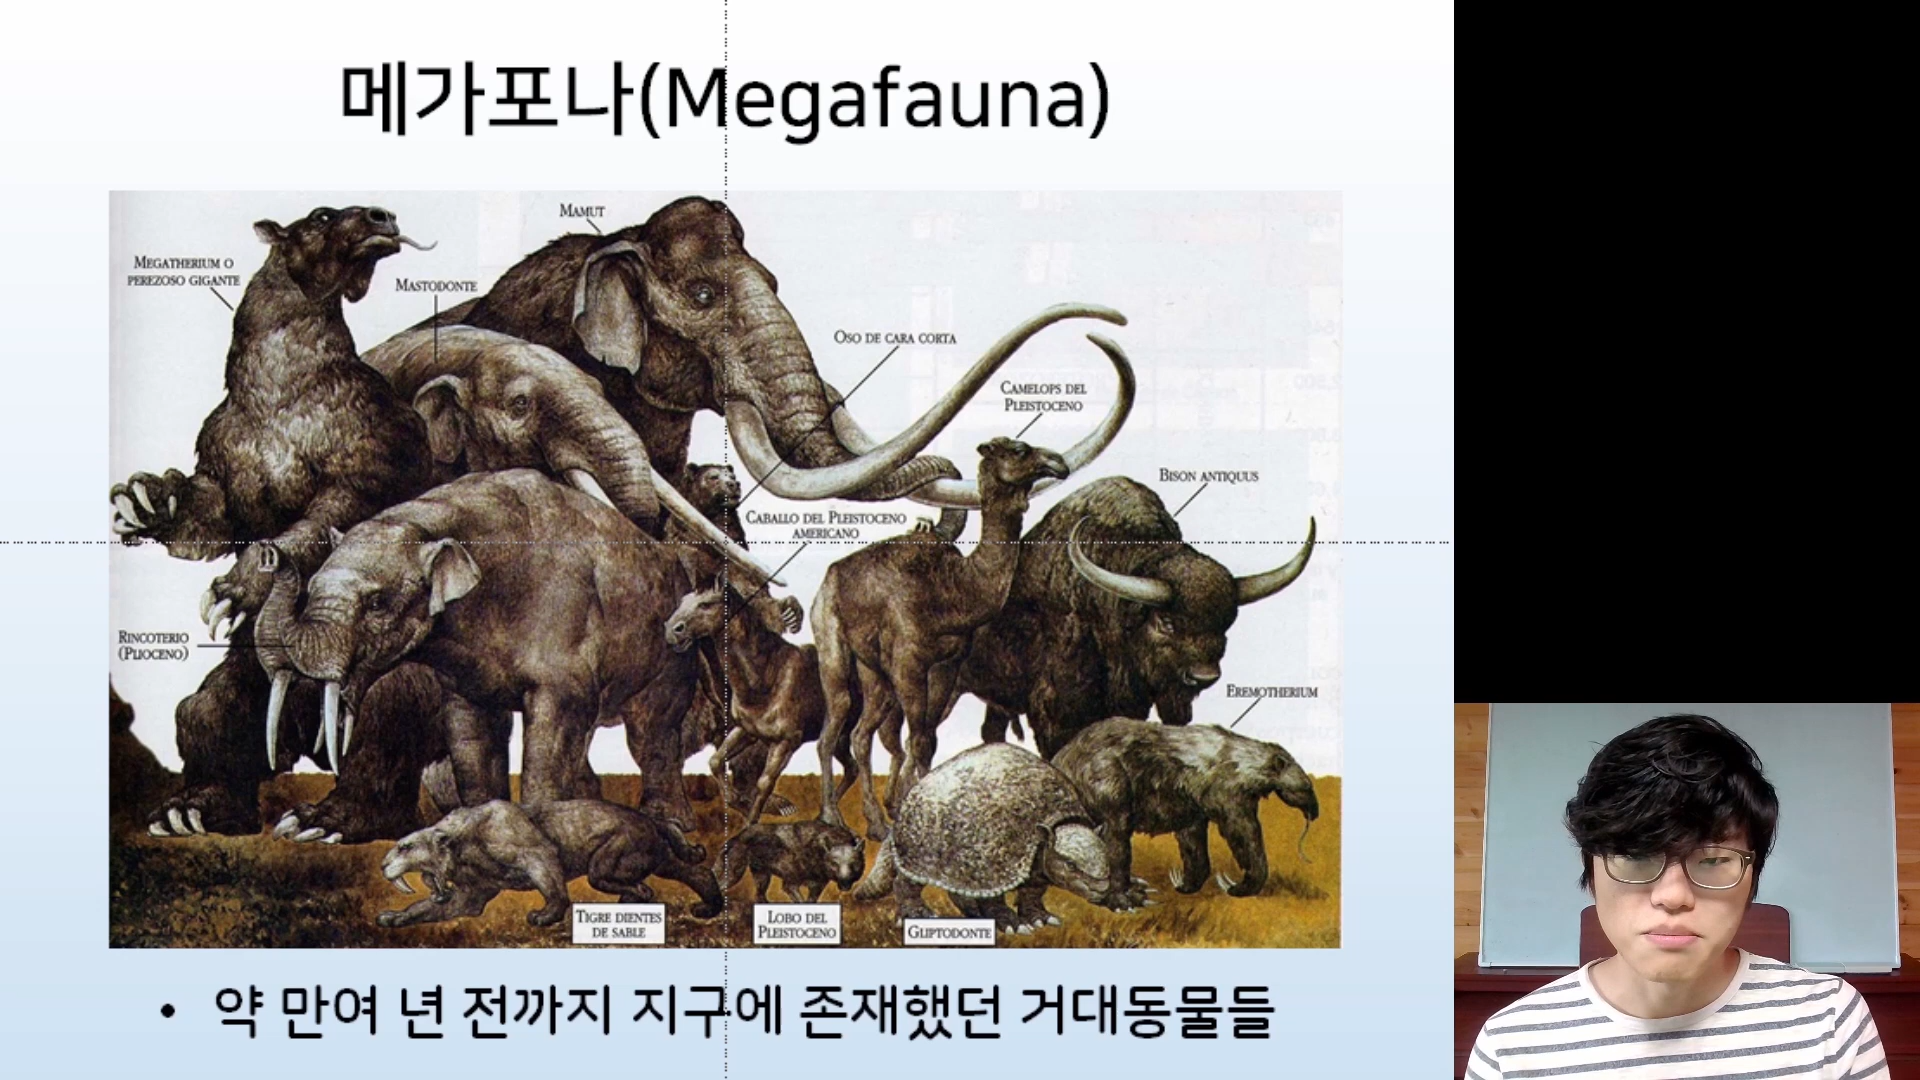 메가포나(Megafauna)
MAMUT
MEGATHERIUM O
PEREZOSO GIGANTE
MASTODONTE
OSO DE CARA CORTA
CAMELOPS DEL
PLEISTOCENO
BISON ANTIQUUS
CABALLO DEL PLEISTOCENO
AMERICANO
RINCOTERIO
(PLIOCENO)
EREMOTHERIUM
TIGRE DIENTES
DE SABLE
LOBO DEL
PLEISTOCENO
GLIPTODONTE
• 약 만여 년 전까지 지구에 존재했던 거대동물들